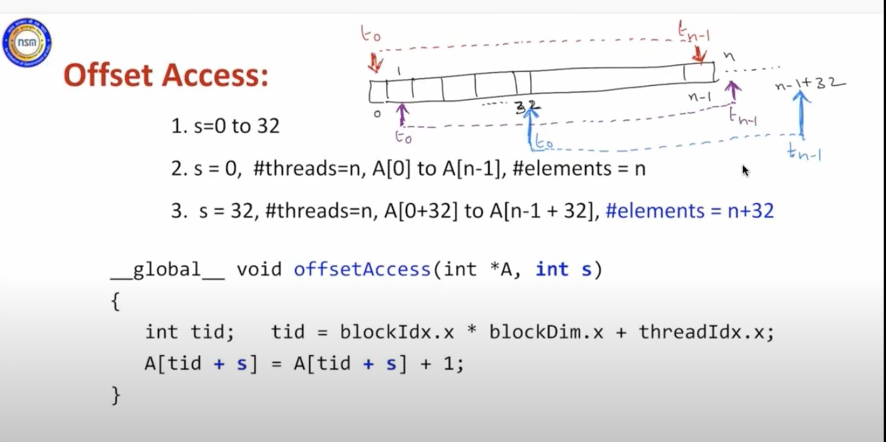 nsm
t₀
tₙ₋₁
Offset Access:
1
n
0
32
n-1
n-1+32
t₀
t₀
tₙ₋₁
tₙ₋₁
1. s=0 to 32
2. s = 0, #threads=n, A[0] to A[n-1], #elements = n
3. s = 32, #threads=n, A[0+32] to A[n-1 + 32], #elements = n+32
__global__ void offsetAccess(int *A, int s)
{
int tid; tid = blockIdx.x * blockDim.x + threadIdx.x;
A[tid + s] = A[tid + s] + 1;
}